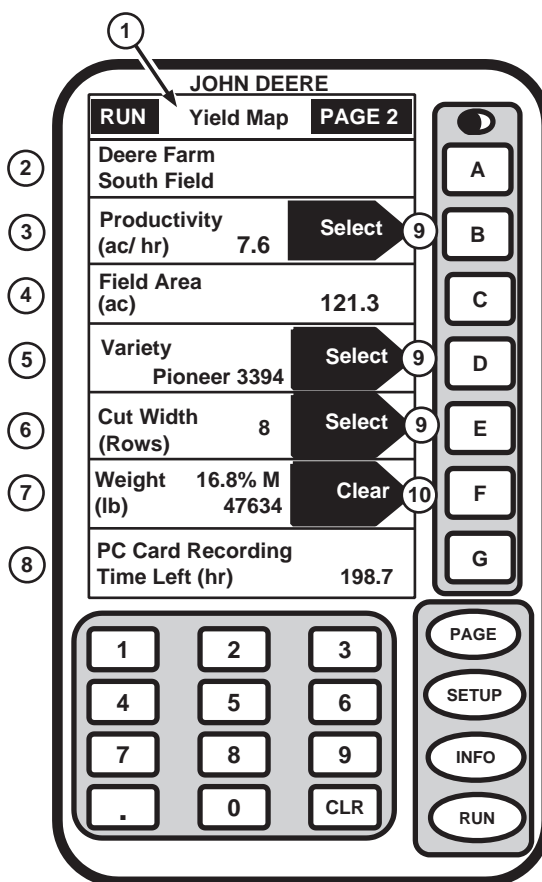 1
JOHN DEERE
RUN Yield Map PAGE 2
2 Deere Farm A
South Field
3 Productivity Select 9 B
(ac/ hr) 7.6
4 Field Area C
(ac) 121.3
5 Variety Select 9 D
Pioneer 3394
6 Cut Width 8 Select 9 E
(Rows)
7 Weight 16.8% M Clear 10 F
(lb) 47634
8 PC Card Recording G
Time Left (hr) 198.7
PAGE
1 2 3
SETUP
4 5 6
INFO
7 8 9
. 0 CLR
RUN